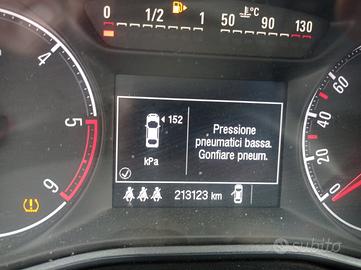 0 1/2 1 50 90 130
°C
4
5
6
◄ 152
kPa
Pressione
pneumatici bassa.
Gonfiare pneum.
213123 km
60
40
20
0
subito